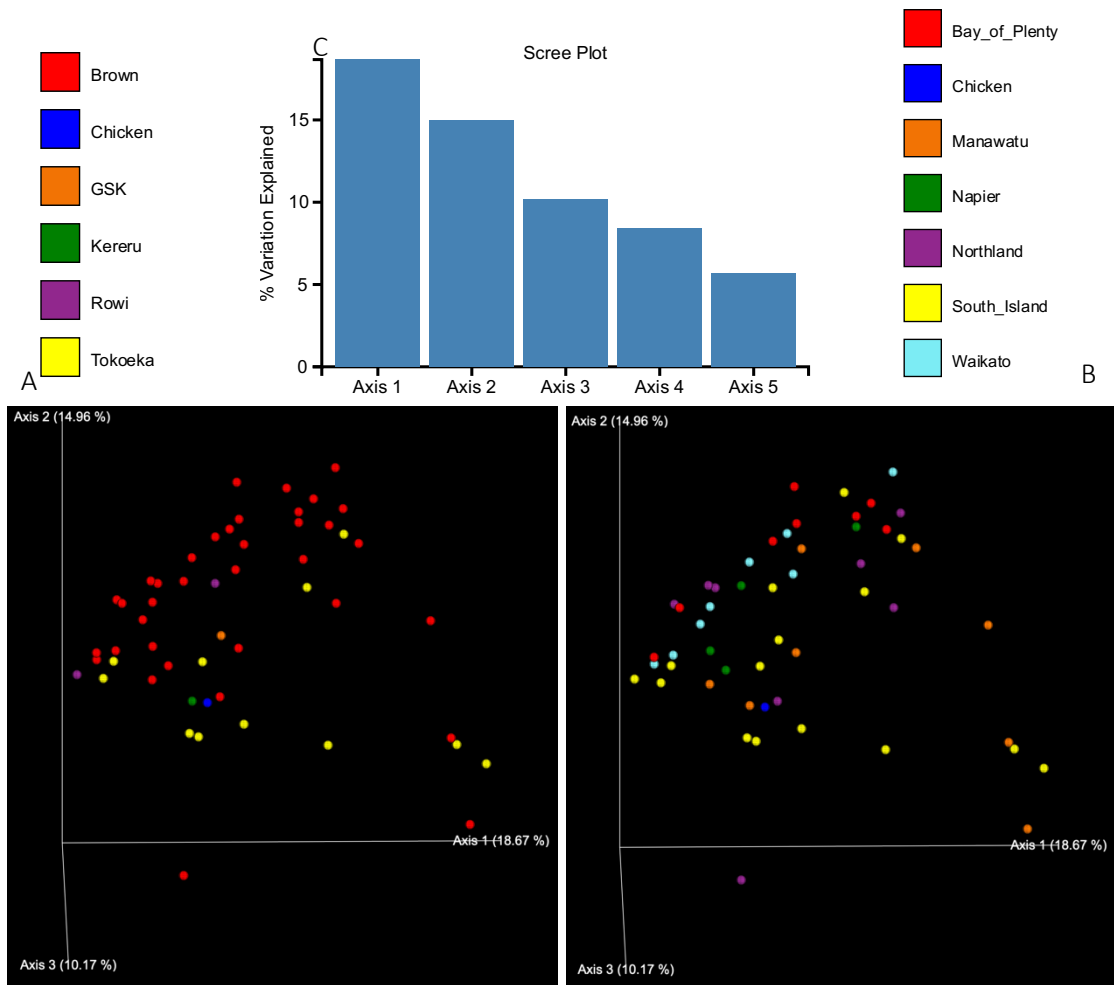 Brown
Chicken
GSK
Kereru
Rowi
Tokoeka
A
C
Scree Plot
% Variation Explained
15
10
5
0
Axis 1
Axis 2
Axis 3
Axis 4
Axis 5
Bay_of_Plenty
Chicken
Manawatu
Napier
Northland
South_Island
Waikato
B
Axis 2 (14.96 %)
Axis 1 (18.67 %)
Axis 3 (10.17 %)
Axis 2 (14.96 %)
Axis 1 (18.67 %)
Axis 3 (10.17 %)